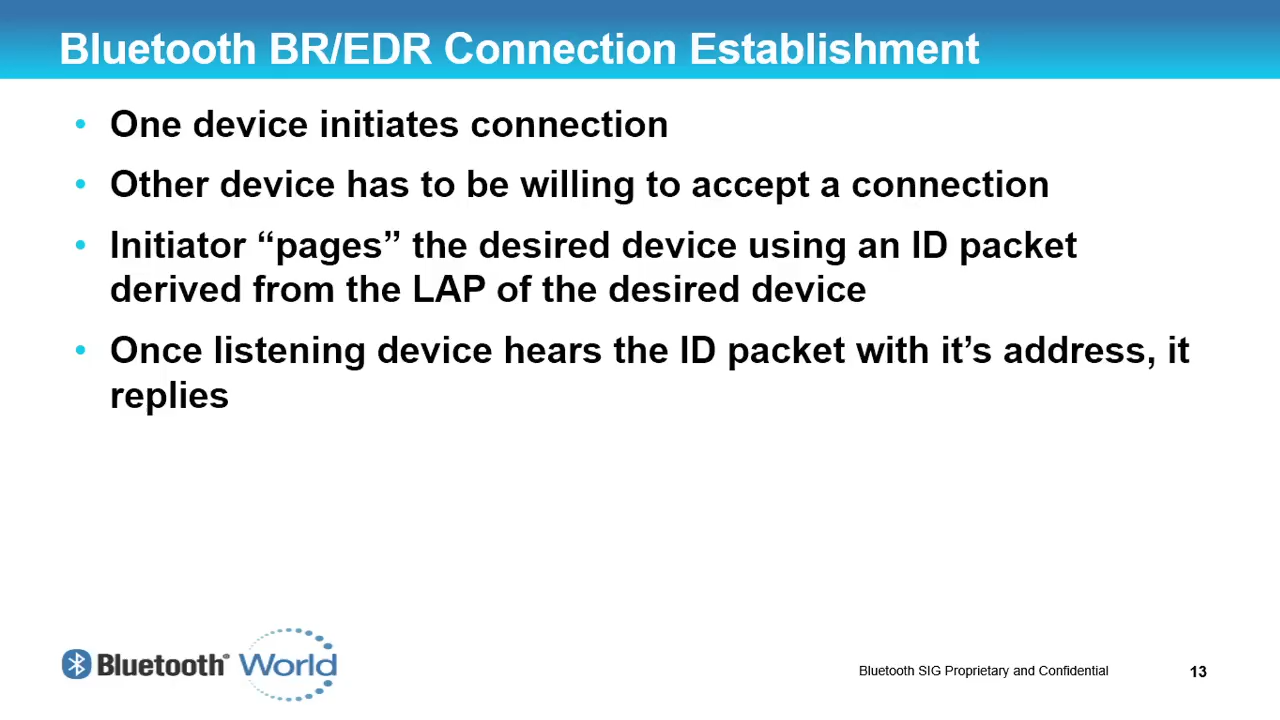 Bluetooth BR/EDR Connection Establishment
• One device initiates connection
• Other device has to be willing to accept a connection
• Initiator “pages” the desired device using an ID packet
derived from the LAP of the desired device
• Once listening device hears the ID packet with it’s address, it
replies
Bluetooth World
Bluetooth SIG Proprietary and Confidential
13